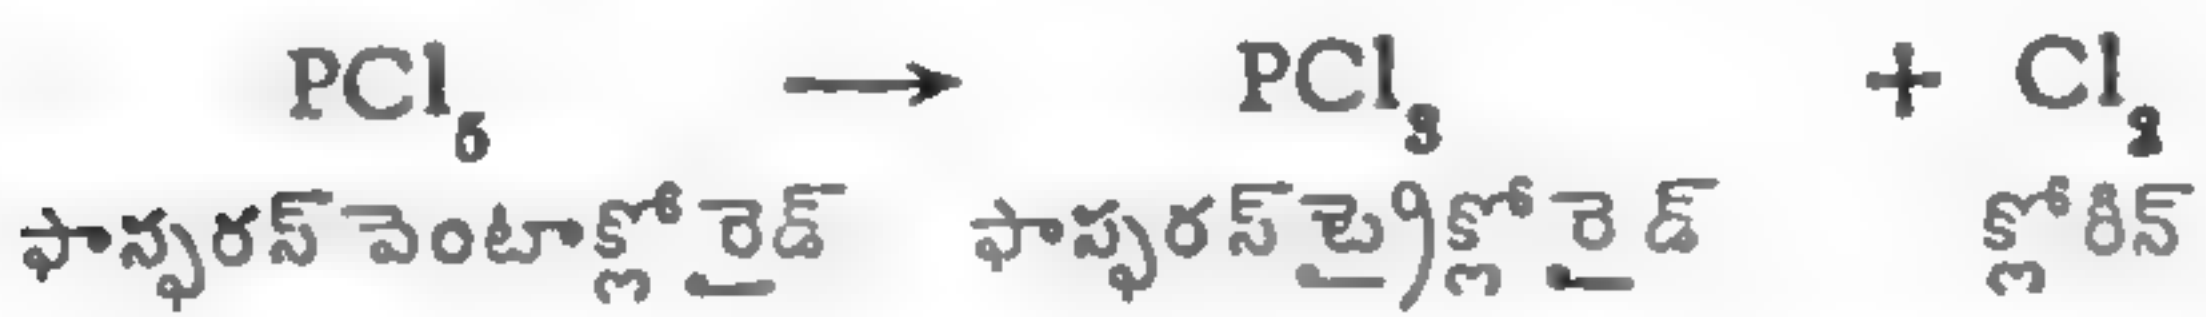 PCl₅ → PCl₃ + Cl₂
ఫాస్ఫరస్ పెంటాక్లోరైడ్ ఫాస్ఫరస్ ట్రైక్లోరైడ్ క్లోరిన్